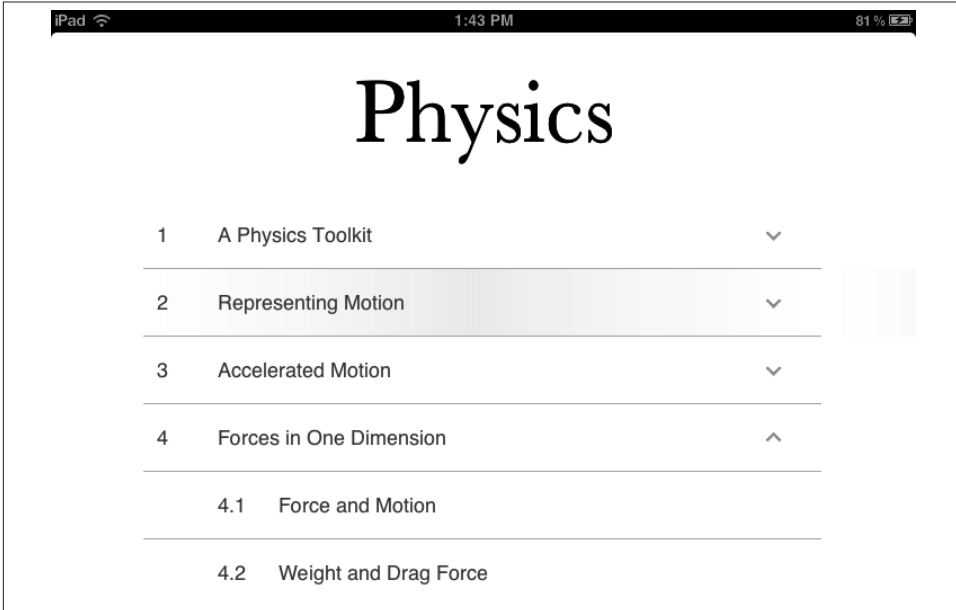 iPad 1:43 PM 81 %
Physics
1 A Physics Toolkit
2 Representing Motion
3 Accelerated Motion
4 Forces in One Dimension
4.1 Force and Motion
4.2 Weight and Drag Force